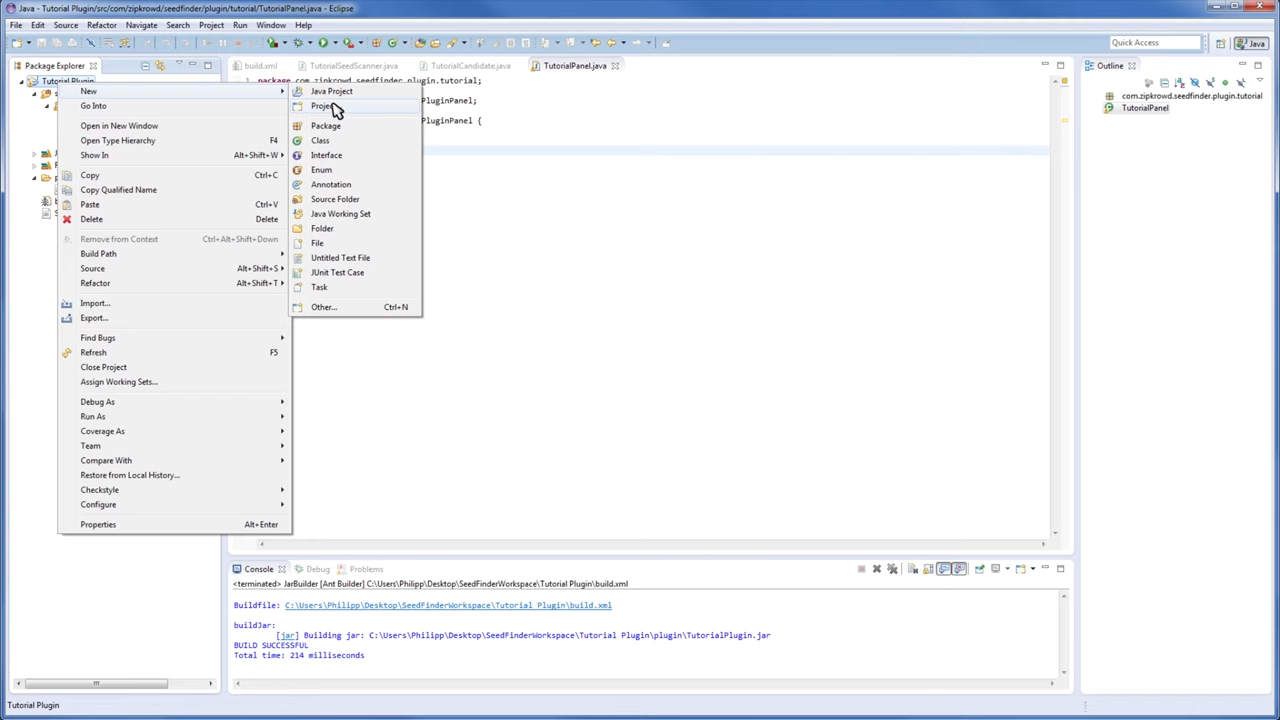 Java - Tutorial Plugin/src/com/zipkrowd/seedfinder/plugin/tutorial/TutorialPanel.java - Eclipse
File Edit Source Refactor Navigate Search Project Run Window Help
Quick Access Java
Package Explorer
build.xml TutorialSeedScanner.java TutorialCandidate.java TutorialPanel.java
Outline
Tutorial Plugin
package com.zipkrowd.seedfinder.plugin.tutorial;
com.zipkrowd.seedfinder.plugin.tutorial
TutorialPanel
PluginPanel;
PluginPanel {
New
Go Into
Open in New Window
Open Type Hierarchy F4
Show In Alt+Shift+W
Copy Ctrl+C
Copy Qualified Name
Paste Ctrl+V
Delete Delete
Remove from Context Ctrl+Alt+Shift+Down
Build Path
Source Alt+Shift+S
Refactor Alt+Shift+T
Import...
Export...
Find Bugs
Refresh F5
Close Project
Assign Working Sets...
Debug As
Run As
Coverage As
Team
Compare With
Restore from Local History...
Checkstyle
Configure
Properties Alt+Enter
Java Project
Project...
Package
Class
Interface
Enum
Annotation
Source Folder
Java Working Set
Folder
File
Untitled Text File
JUnit Test Case
Task
Other... Ctrl+N
Console Debug Problems
<terminated> JarBuilder [Ant Builder] C:\Users\Philipp\Desktop\SeedFinderWorkspace\Tutorial Plugin\build.xml
Buildfile: C:\Users\Philipp\Desktop\SeedFinderWorkspace\Tutorial Plugin\build.xml
buildJar:
[jar] Building jar: C:\Users\Philipp\Desktop\SeedFinderWorkspace\Tutorial Plugin\plugin\TutorialPlugin.jar
BUILD SUCCESSFUL
Total time: 214 milliseconds
Tutorial Plugin